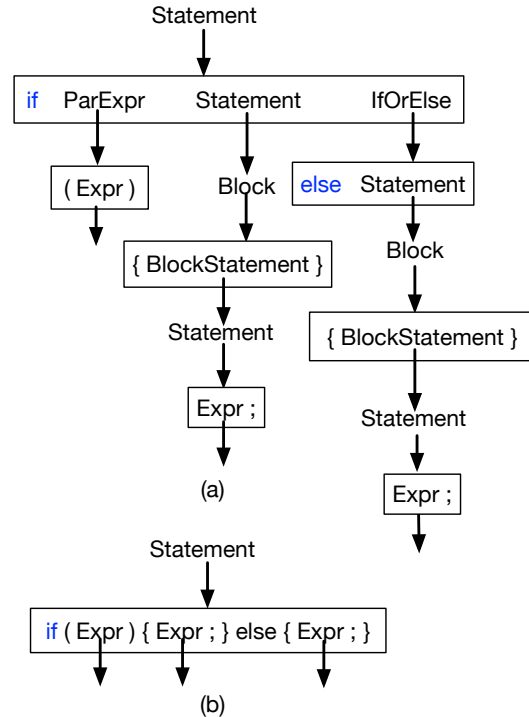 Statement
if ParExpr Statement IfOrElse
( Expr ) Block else Statement
{ BlockStatement } Block
Statement { BlockStatement }
Expr ; Statement
(a) Expr ;
Statement
if ( Expr ) { Expr ; } else { Expr ; }
(b)